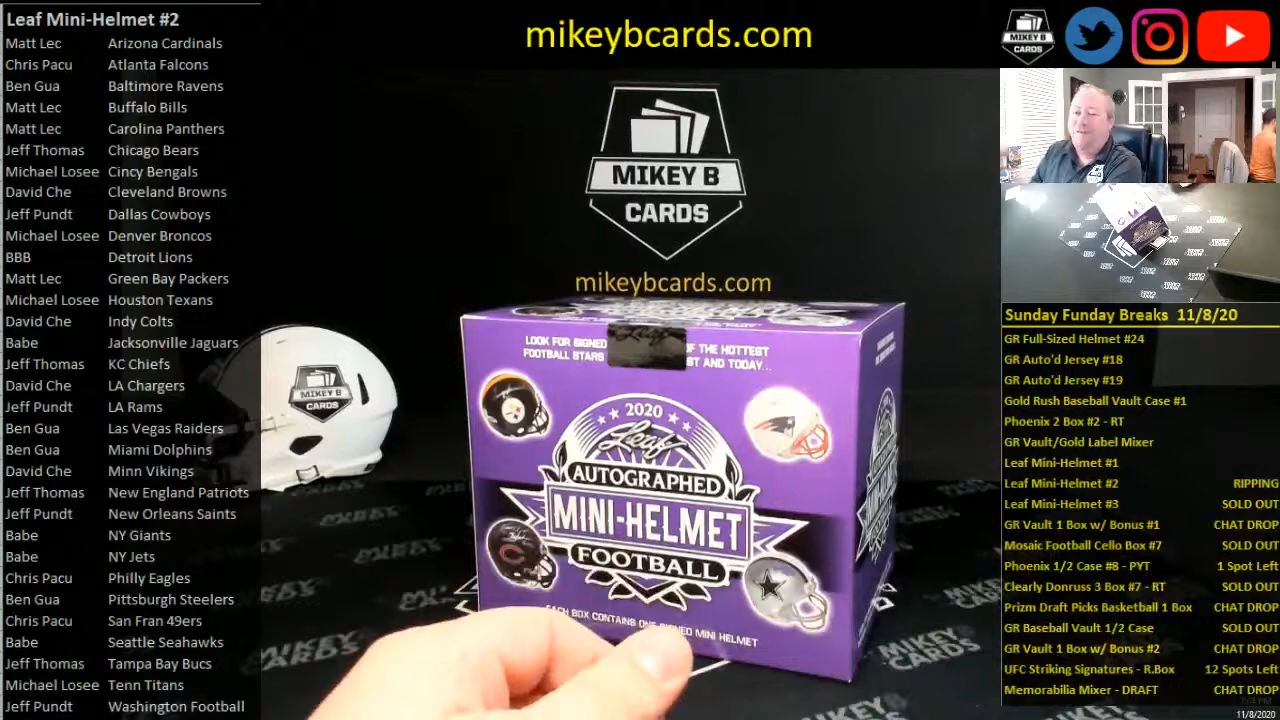 Leaf Mini-Helmet #2
Matt Lec Arizona Cardinals
Chris Pacu Atlanta Falcons
Ben Gua Baltimore Ravens
Matt Lec Buffalo Bills
Matt Lec Carolina Panthers
Jeff Thomas Chicago Bears
Michael Losee Cincy Bengals
David Che Cleveland Browns
Jeff Pundt Dallas Cowboys
Michael Losee Denver Broncos
BBB Detroit Lions
Matt Lec Green Bay Packers
Michael Losee Houston Texans
David Che Indy Colts
Babe Jacksonville Jaguars
Jeff Thomas KC Chiefs
David Che LA Chargers
Jeff Pundt LA Rams
Ben Gua Las Vegas Raiders
Ben Gua Miami Dolphins
David Che Minn Vikings
Jeff Thomas New England Patriots
Jeff Pundt New Orleans Saints
Babe NY Giants
Babe NY Jets
Chris Pacu Philly Eagles
Ben Gua Pittsburgh Steelers
Chris Pacu San Fran 49ers
Babe Seattle Seahawks
Jeff Thomas Tampa Bay Bucs
Michael Losee Tenn Titans
Jeff Pundt Washington Football
mikeybcards.com
MIKEY B
CARDS
mikeybcards.com
MIKEY B
CARDS
LOOK FOR SIGNED OF THE HOTTEST
FOOTBALL STARS ST AND TODAY...
2020
Leaf
AUTOGRAPHED
MINI-HELMET
FOOTBALL
EACH BOX CONTAINS ONE SIGNED MINI HELMET
MIKEY B
CARDS
Sunday Funday Breaks 11/8/20
GR Full-Sized Helmet #24
GR Auto'd Jersey #18
GR Auto'd Jersey #19
Gold Rush Baseball Vault Case #1
Phoenix 2 Box #2 - RT
GR Vault/Gold Label Mixer
Leaf Mini-Helmet #1
Leaf Mini-Helmet #2 RIPPING
Leaf Mini-Helmet #3 SOLD OUT
GR Vault 1 Box w/ Bonus #1 CHAT DROP
Mosaic Football Cello Box #7 SOLD OUT
Phoenix 1/2 Case #8 - PYT 1 Spot Left
Clearly Donruss 3 Box #7 - RT SOLD OUT
Prizm Draft Picks Basketball 1 Box CHAT DROP
GR Baseball Vault 1/2 Case SOLD OUT
GR Vault 1 Box w/ Bonus #2 CHAT DROP
UFC Striking Signatures - R.Box 12 Spots Left
Memorabilia Mixer - DRAFT CHAT DROP
11/8/2020